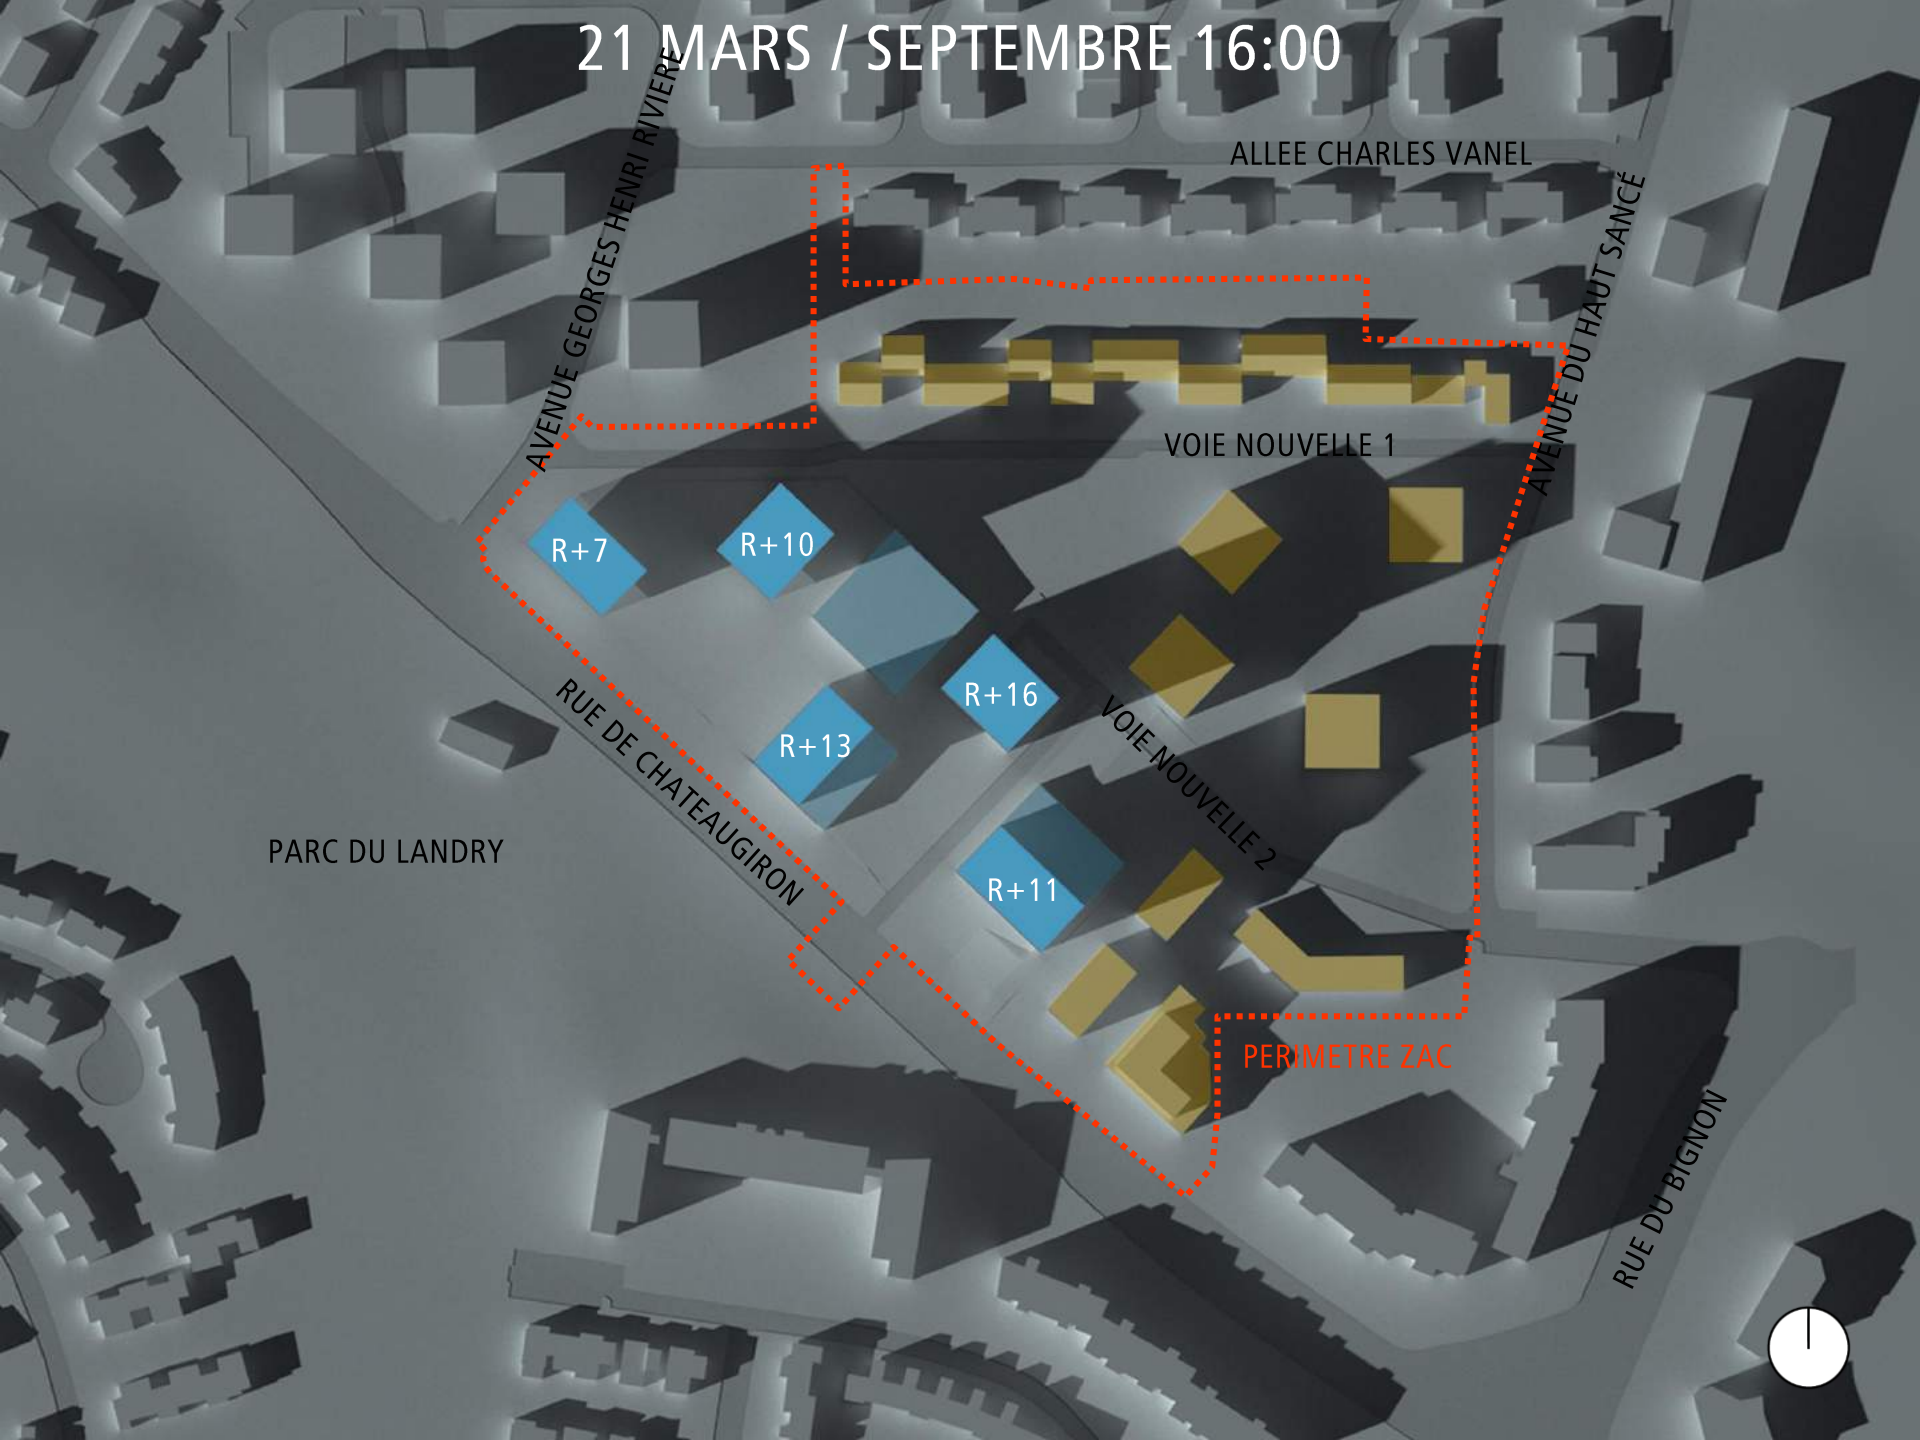 21 MARS / SEPTEMBRE 16:00
AVENUE GEORGES HENRI RIVIERE
ALLEE CHARLES VANEL
AVENUE DU HAUT SANCÉ
VOIE NOUVELLE 1
R+7
R+10
R+16
R+13
RUE DE CHATEAUGIRON
VOIE NOUVELLE 2
PARC DU LANDRY
R+11
PERIMETRE ZAC
RUE DU BIGNON